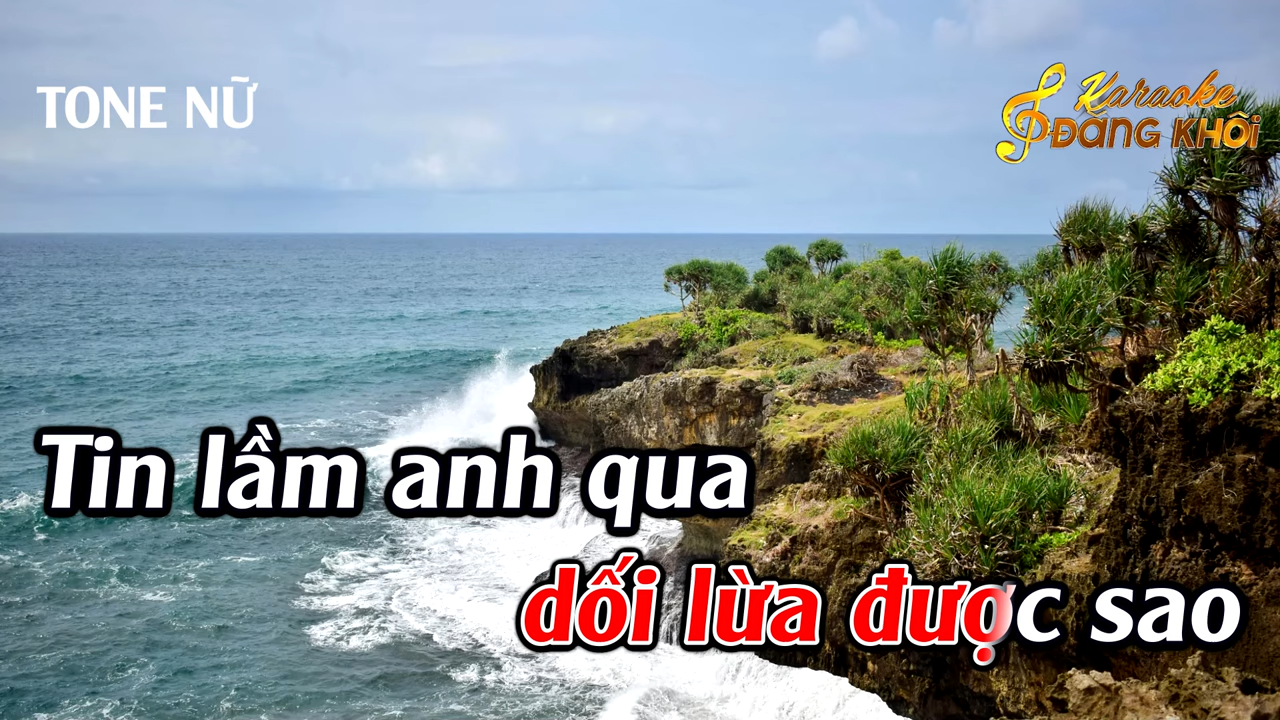 TONE NỮ
Karaoke
ĐĂNG KHÔI
Tin lầm anh qua
dối lừa được sao